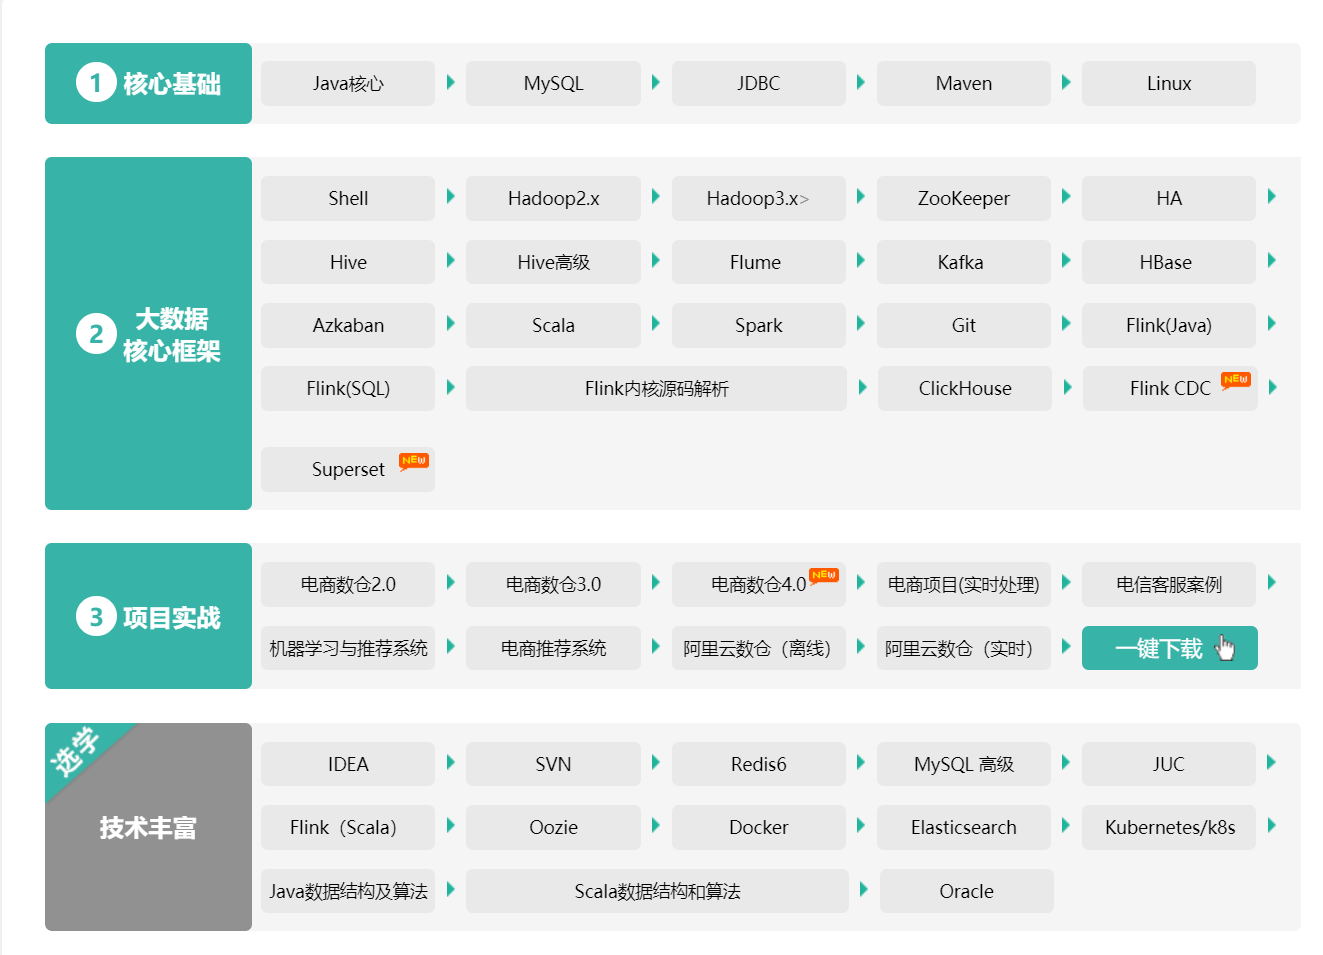 1 核心基础
Java核心
MySQL
JDBC
Maven
Linux
2 大数据
核心框架
Shell
Hadoop2.x
Hadoop3.x>
ZooKeeper
HA
Hive
Hive高级
Flume
Kafka
HBase
Azkaban
Scala
Spark
Git
Flink(Java)
Flink(SQL)
Flink内核源码解析
ClickHouse
Flink CDC NEW
Superset NEW
3 项目实战
电商数仓2.0
电商数仓3.0
电商数仓4.0 NEW
电商项目(实时处理)
电信客服案例
机器学习与推荐系统
电商推荐系统
阿里云数仓（离线）
阿里云数仓（实时）
一键下载
选学
技术丰富
IDEA
SVN
Redis6
MySQL 高级
JUC
Flink（Scala）
Oozie
Docker
Elasticsearch
Kubernetes/k8s
Java数据结构及算法
Scala数据结构和算法
Oracle